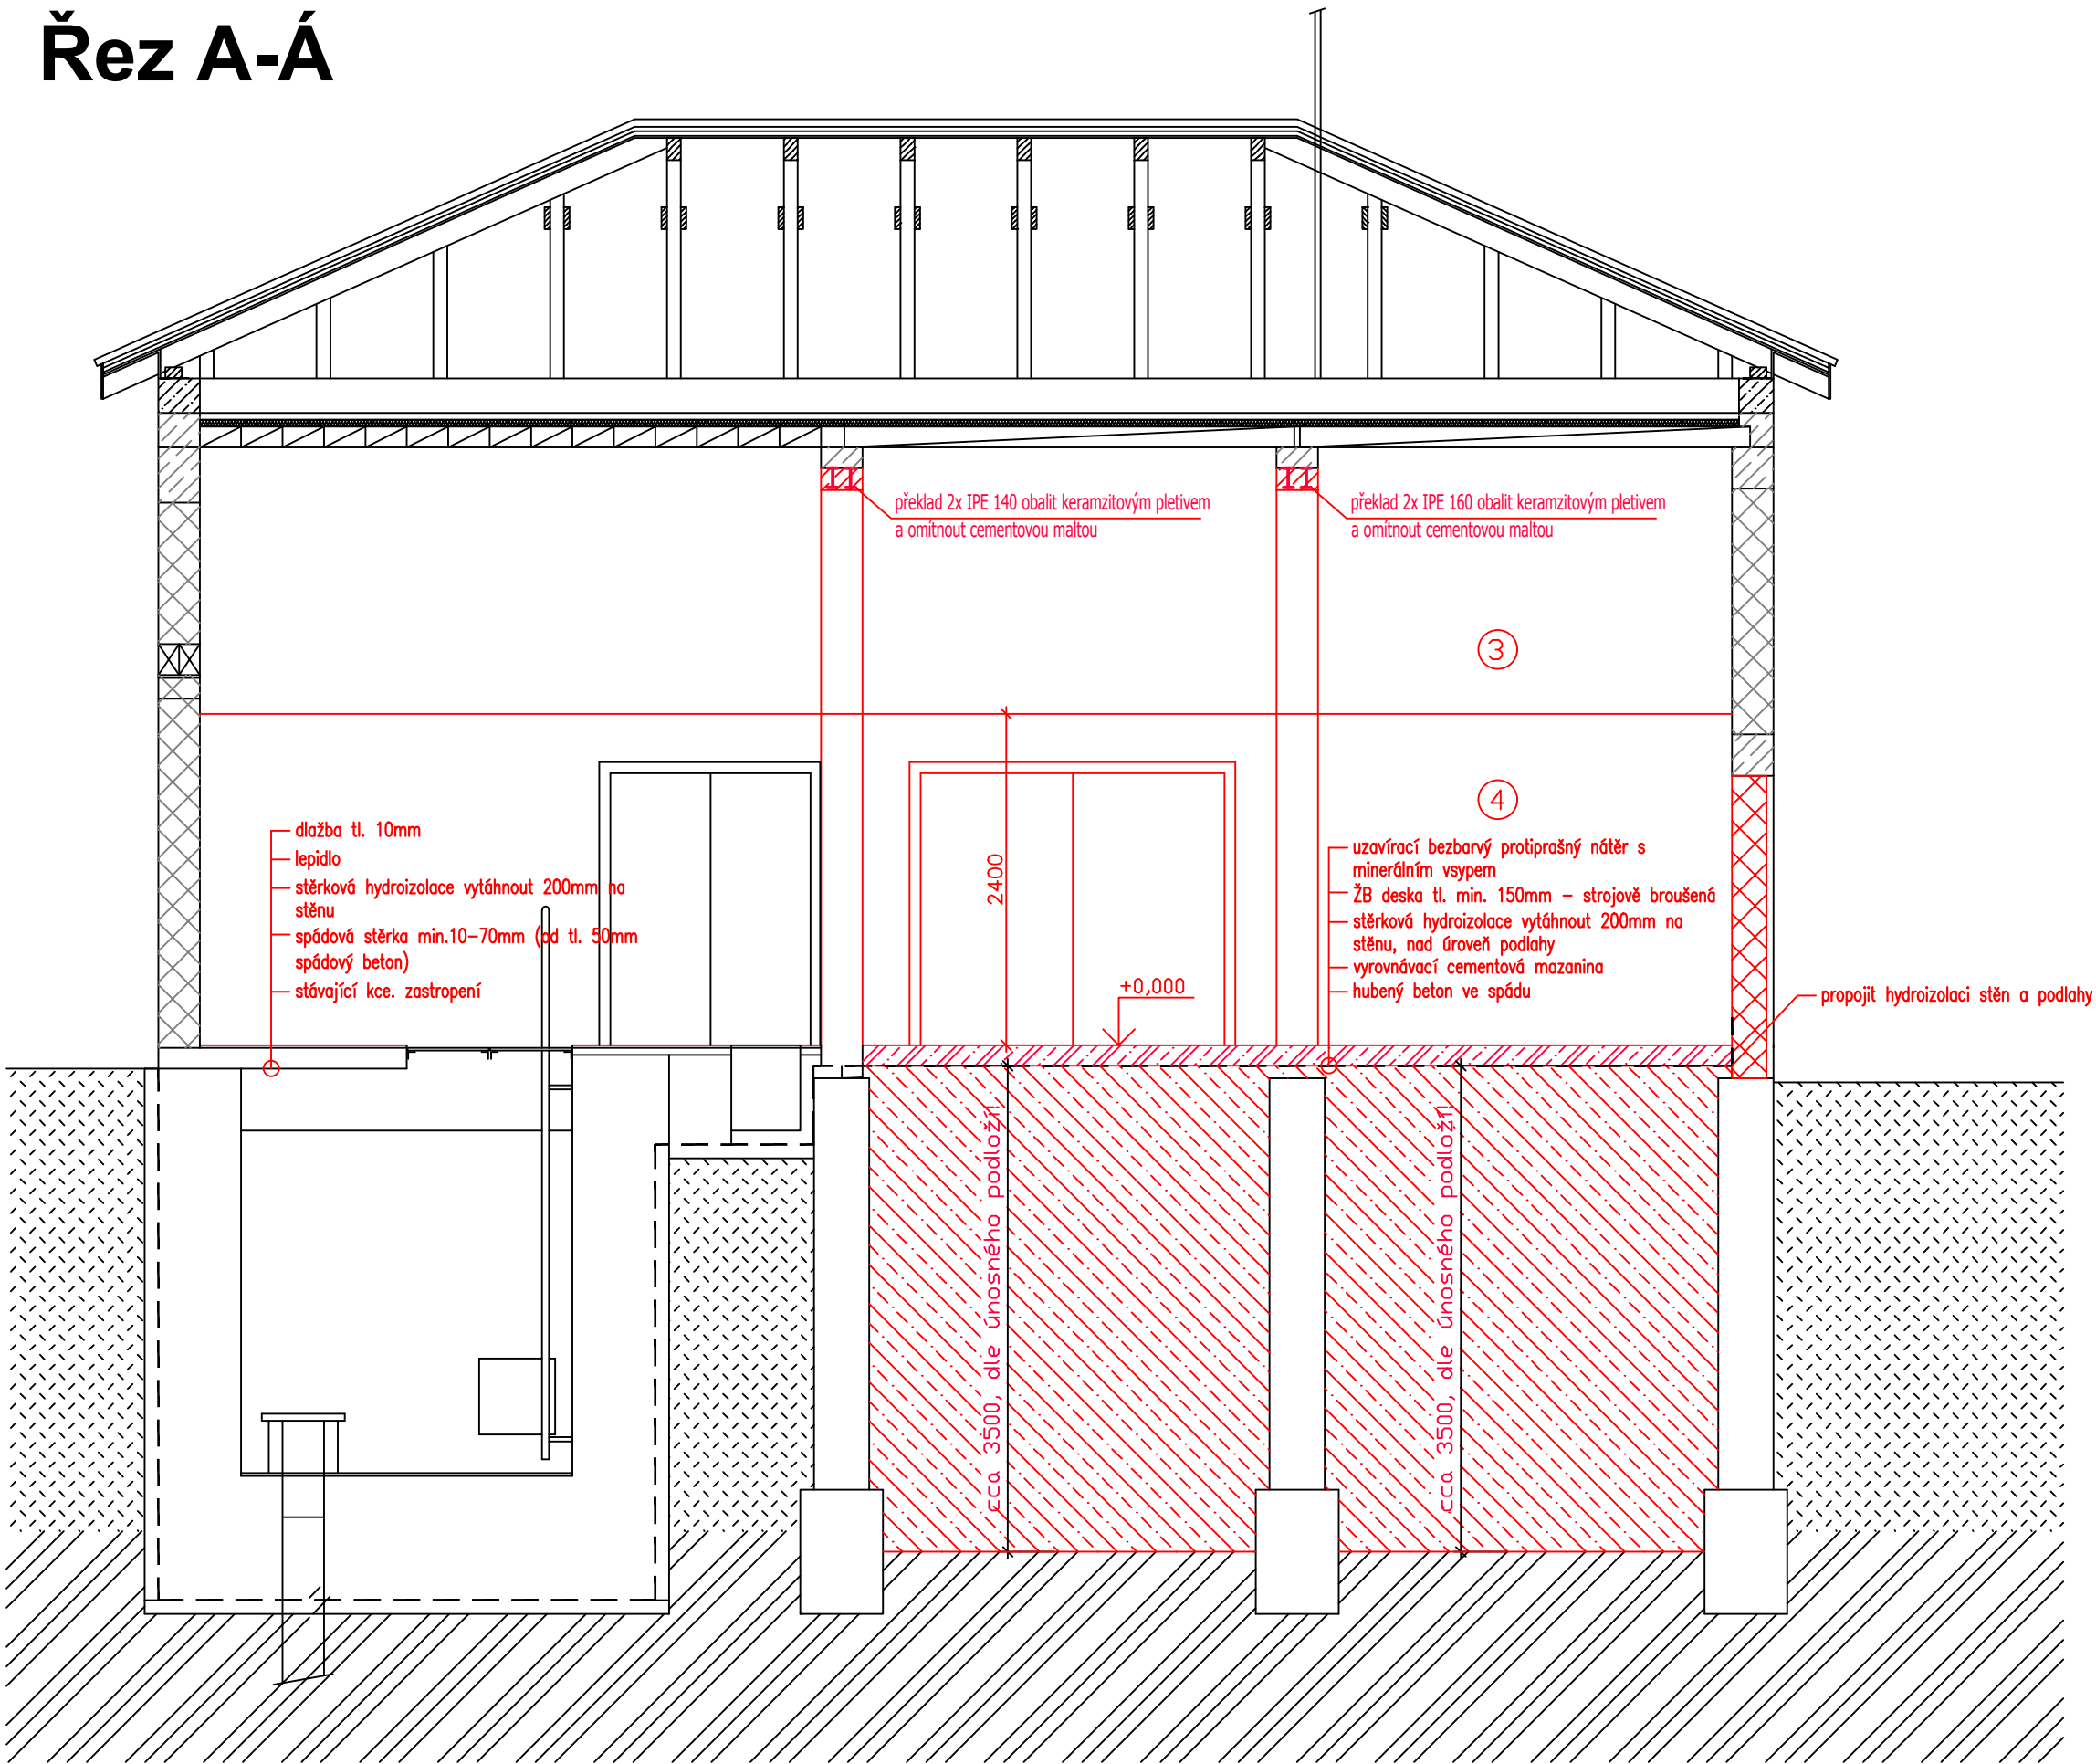 Řez A-Á
překlad 2x IPE 140 obalit keramzitovým pletivem
a omítnout cementovou maltou
překlad 2x IPE 160 obalit keramzitovým pletivem
a omítnout cementovou maltou
3
4
dlažba tl. 10mm
lepidlo
stěrková hydroizolace vytáhnout 200mm na
stěnu
spádová stěrka min.10-70mm (od tl. 50mm
spádový beton)
stávající kce. zastropení
2400
+0,000
uzavírací bezbarvý protiprašný nátěr s
minerálním vsypem
ŽB deska tl. min. 150mm - strojově broušená
stěrková hydroizolace vytáhnout 200mm na
stěnu, nad úroveň podlahy
vyrovnávací cementová mazanina
hubený beton ve spádu
propojit hydroizolaci stěn a podlahy
cca 3500, dle únosného podloží!
cca 3500, dle únosného podloží!